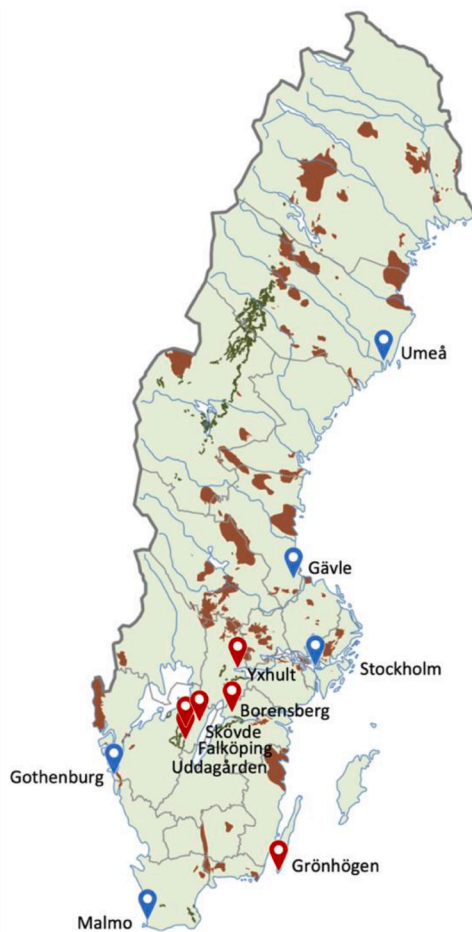 Umeå
Gävle
Stockholm
Yxhult
Borensberg
Skövde
Falköping
Uddagården
Gothenburg
Grönhögen
Malmo